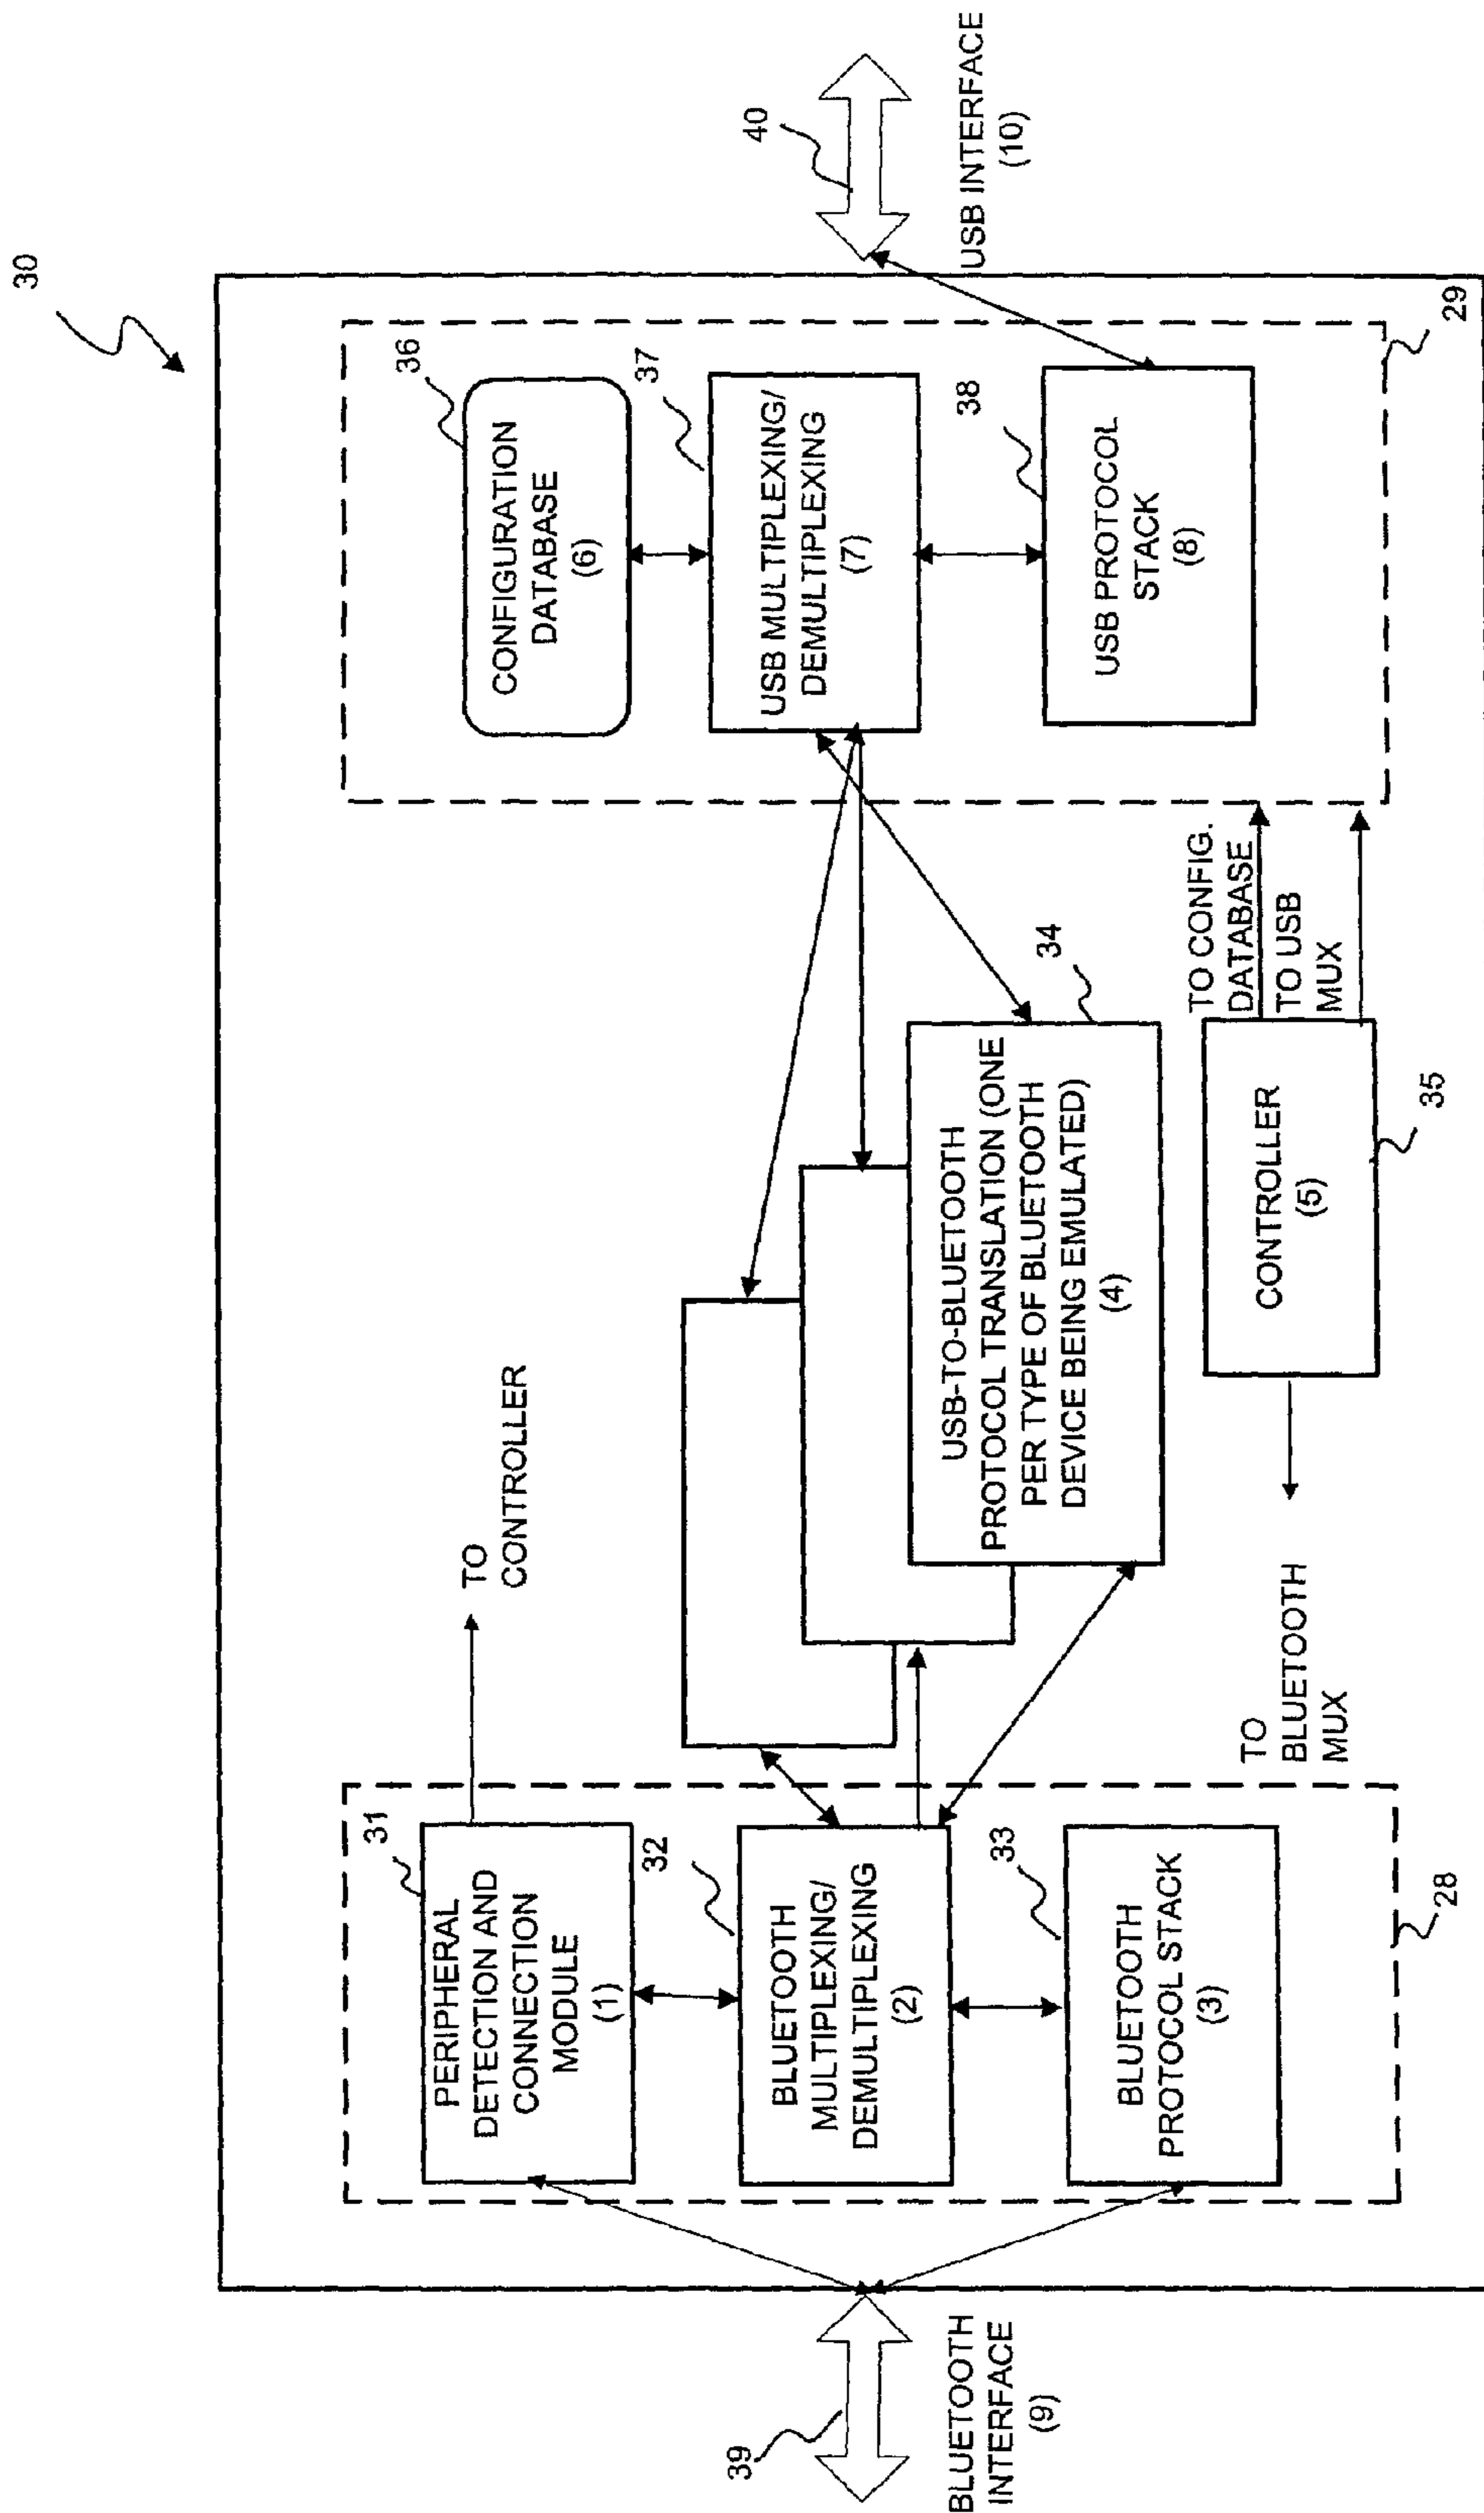 30
31
PERIPHERAL
DETECTION AND
CONNECTION
MODULE
(1)
TO
CONTROLLER
32
BLUETOOTH
MULTIPLEXING/
DEMULTIPLEXING
(2)
33
BLUETOOTH
PROTOCOL STACK
(3)
28
39
BLUETOOTH
INTERFACE
(9)
USB-TO-BLUETOOTH
PROTOCOL TRANSLATION (ONE
PER TYPE OF BLUETOOTH
DEVICE BEING EMULATED)
(4)
34
TO
BLUETOOTH
MUX
CONTROLLER
(5)
35
TO CONFIG.
DATABASE
TO USB
MUX
36
CONFIGURATION
DATABASE
(6)
37
USB MULTIPLEXING/
DEMULTIPLEXING
(7)
38
USB PROTOCOL
STACK
(8)
29
40
USB INTERFACE
(10)